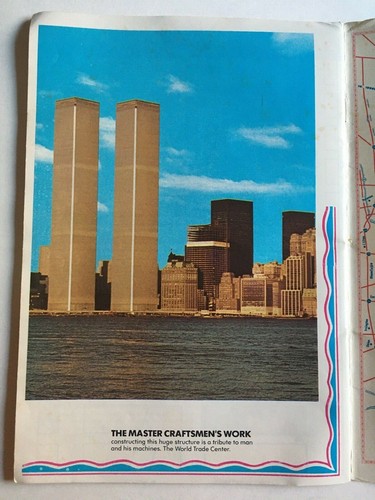 THE MASTER CRAFTSMEN'S WORK
constructing this huge structure is a tribute to man
and his machines. The World Trade Center.